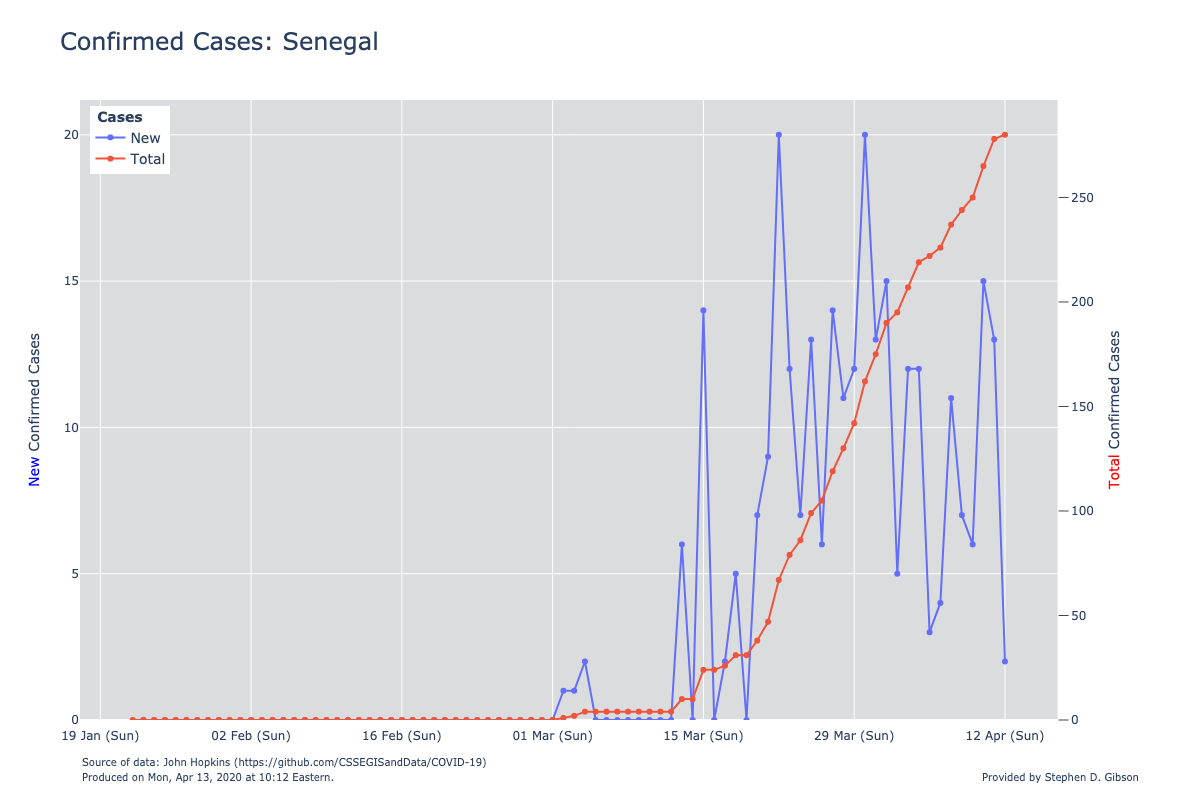 Confirmed Cases: Senegal
Cases
New
Total
20
15
10
5
0
250
200
150
100
50
0
New Confirmed Cases
Total Confirmed Cases
19 Jan (Sun)
02 Feb (Sun)
16 Feb (Sun)
01 Mar (Sun)
15 Mar (Sun)
29 Mar (Sun)
12 Apr (Sun)
Source of data: John Hopkins (https://github.com/CSSEGISandData/COVID-19)
Produced on Mon, Apr 13, 2020 at 10:12 Eastern.
Provided by Stephen D. Gibson